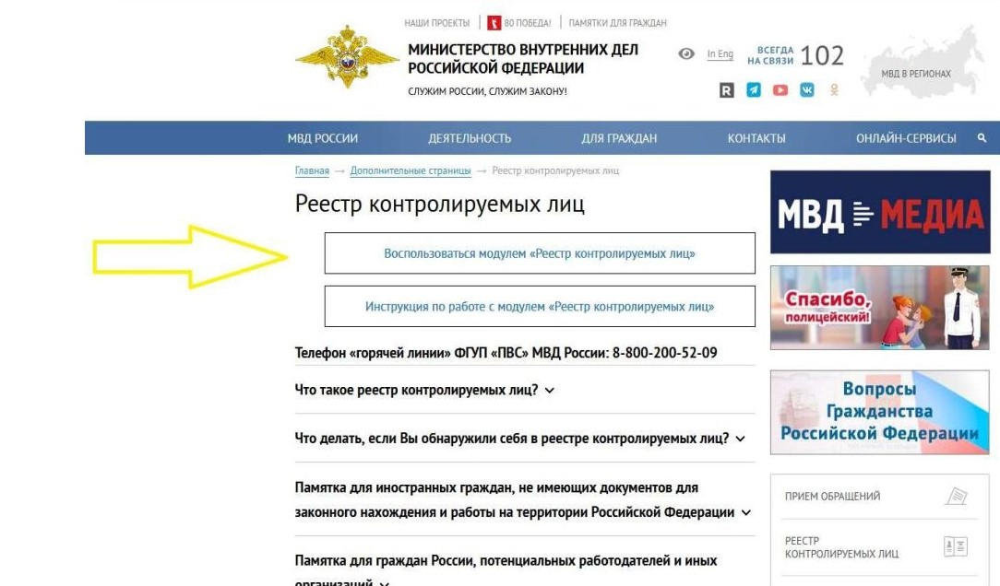 НАШИ ПРОЕКТЫ
80 ПОБЕДА!
ПАМЯТКИ ДЛЯ ГРАЖДАН
МИНИСТЕРСТВО ВНУТРЕННИХ ДЕЛ
РОССИЙСКОЙ ФЕДЕРАЦИИ
СЛУЖИМ РОССИИ, СЛУЖИМ ЗАКОНУ!
In Eng
ВСЕГДА
НА СВЯЗИ
102
МВД В РЕГИОНАХ
МВД РОССИИ
ДЕЯТЕЛЬНОСТЬ
ДЛЯ ГРАЖДАН
КОНТАКТЫ
ОНЛАЙН-СЕРВИСЫ
Главная → Дополнительные страницы → Реестр контролируемых лиц
Реестр контролируемых лиц
Воспользоваться модулем «Реестр контролируемых лиц»
Инструкция по работе с модулем «Реестр контролируемых лиц»
Телефон «горячей линии» ФГУП «ПВС» МВД России: 8-800-200-52-09
Что такое реестр контролируемых лиц?
Что делать, если Вы обнаружили себя в реестре контролируемых лиц?
Памятка для иностранных граждан, не имеющих документов для
законного нахождения и работы на территории Российской Федерации
Памятка для граждан России, потенциальных работодателей и иных
организаций
МВД МЕДИА
Спасибо,
полицейский!
Вопросы
Гражданства
Российской Федерации
ПРИЕМ ОБРАЩЕНИЙ
РЕЕСТР
КОНТРОЛИРУЕМЫХ ЛИЦ